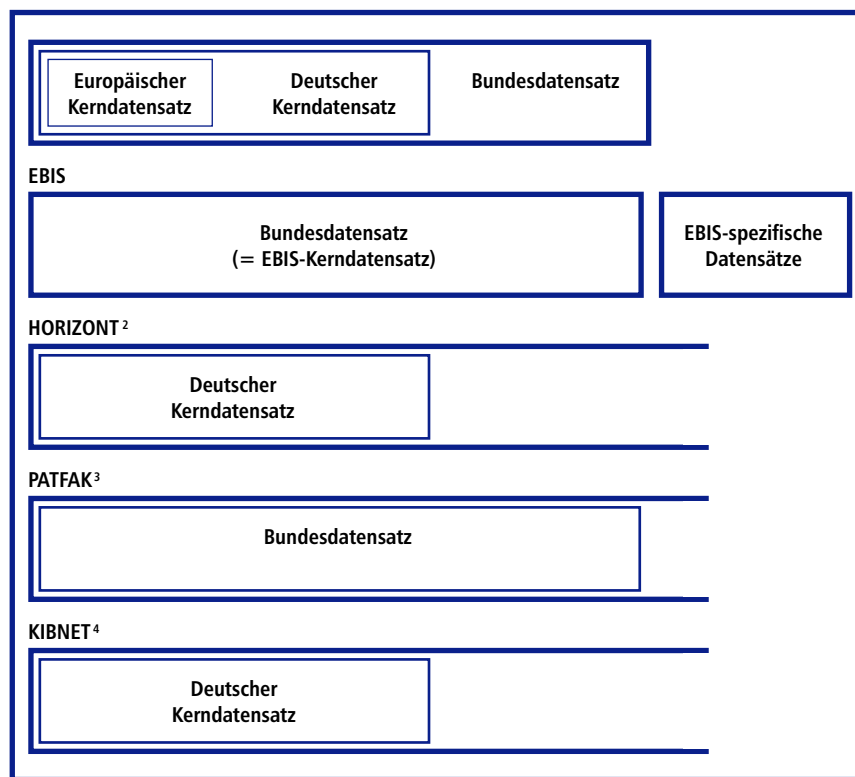 Europäischer
Kerndatensatz
Deutscher
Kerndatensatz
Bundesdatensatz
EBIS
Bundesdatensatz
(= EBIS-Kerndatensatz)
EBIS-spezifische
Datensätze
HORIZONT ²
Deutscher
Kerndatensatz
PATFAK ³
Bundesdatensatz
KIBNET ⁴
Deutscher
Kerndatensatz